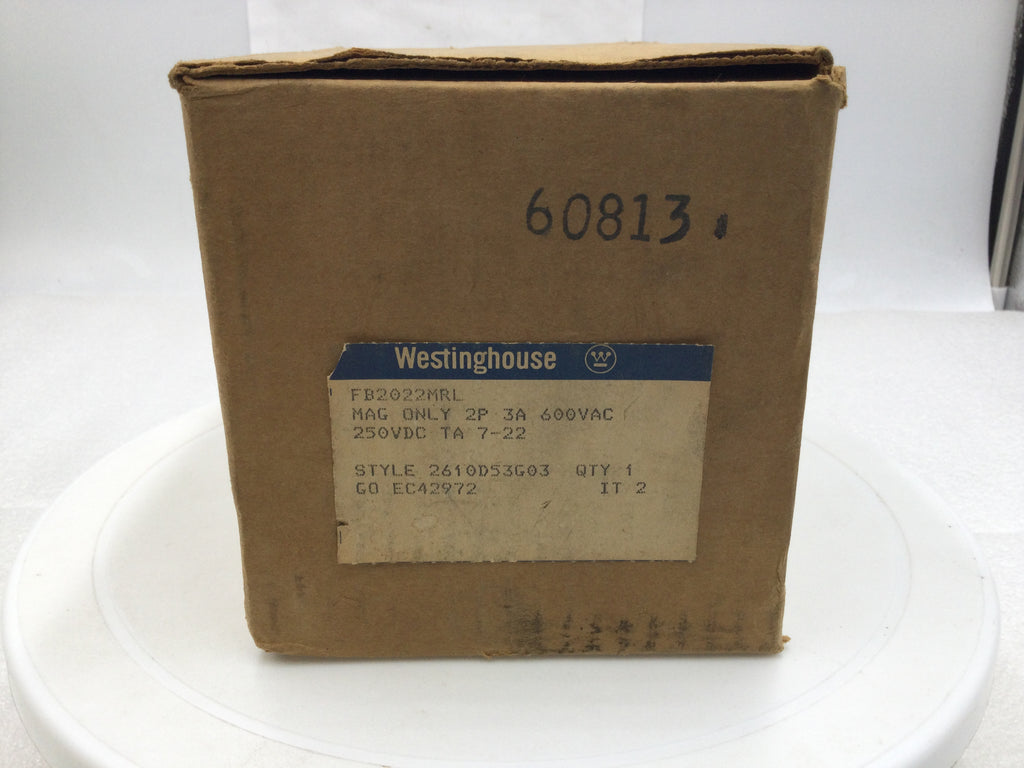 60813.
Westinghouse W
FB2022MRL
MAG ONLY 2P 3A 600VAC
250VDC TA 7-22
STYLE 2610D53G03 QTY 1
GO EC42972 IT 2